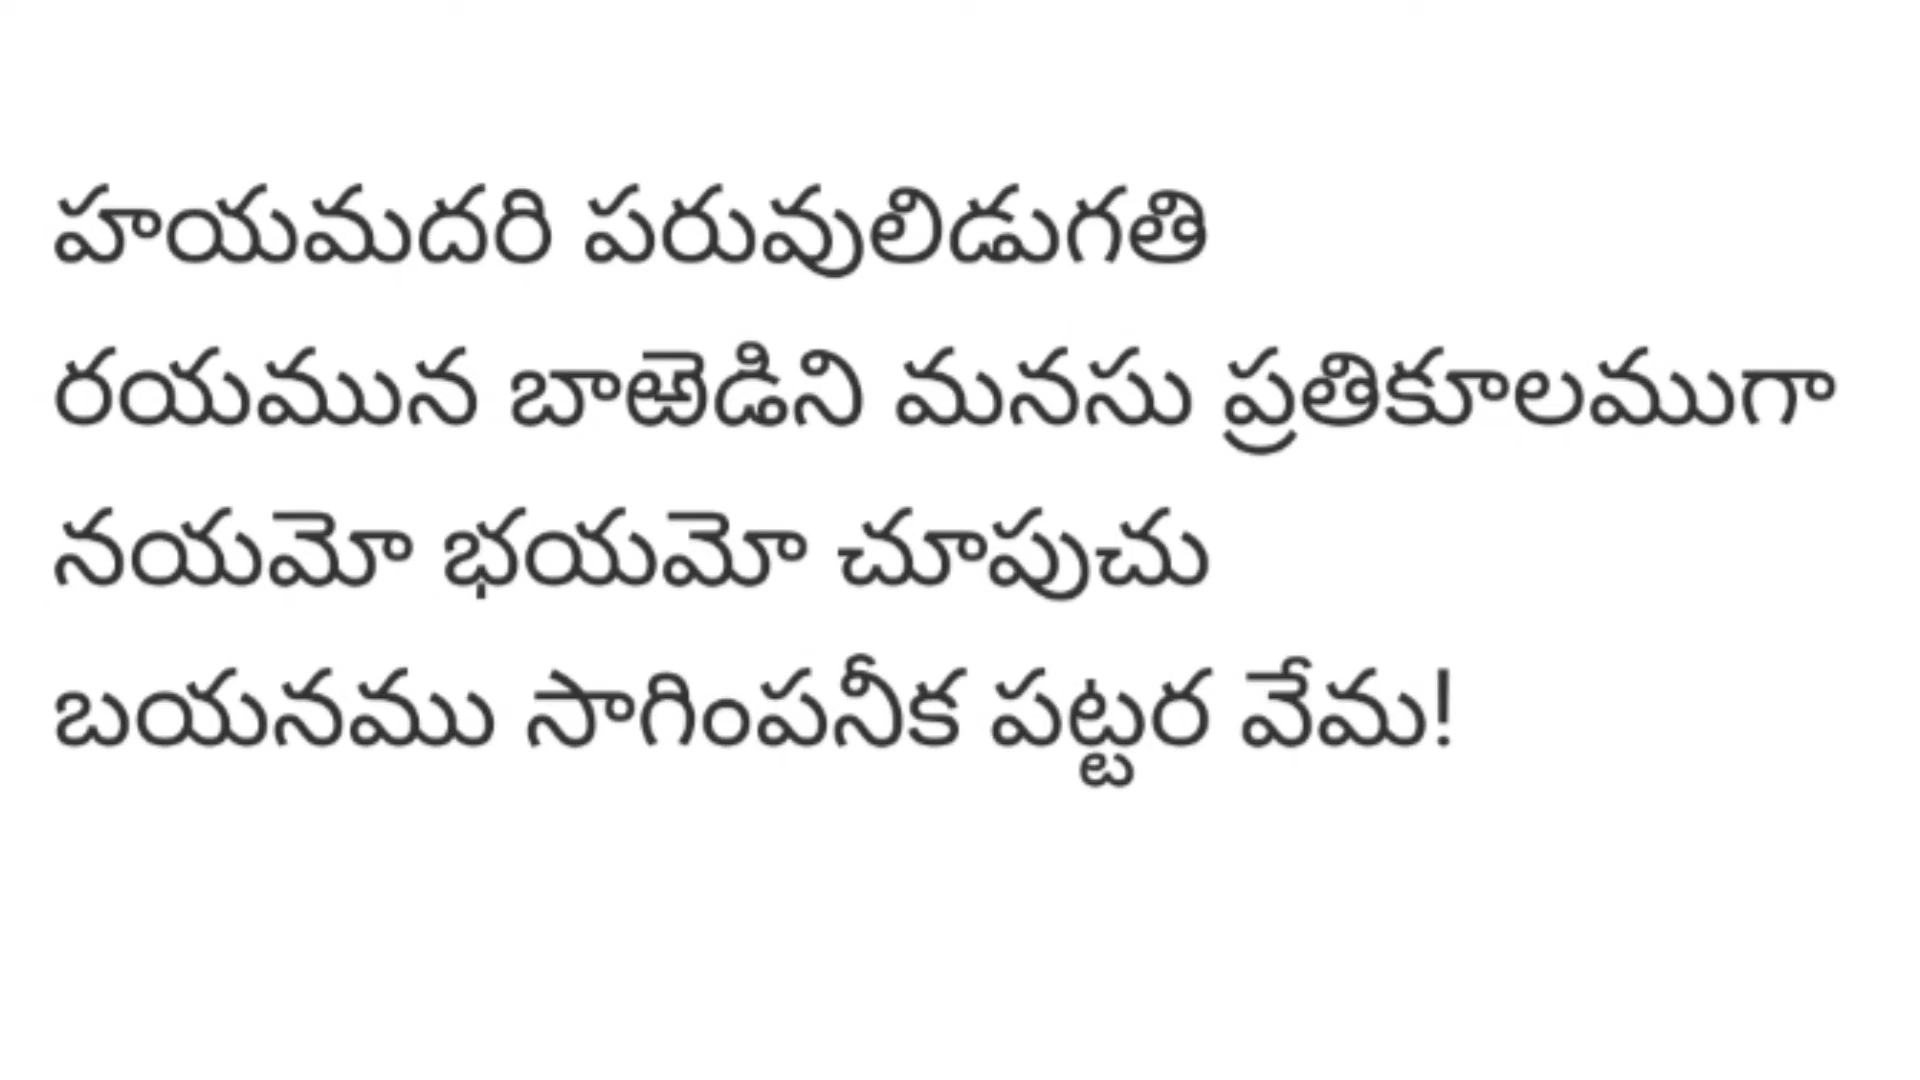 హయమదరి పరువులిడుగతి
రయమున బాఱెడిని మనసు ప్రతికూలముగా
నయమో భయమో చూపుచు
బయనము సాగింపనీక పట్టర వేమ!